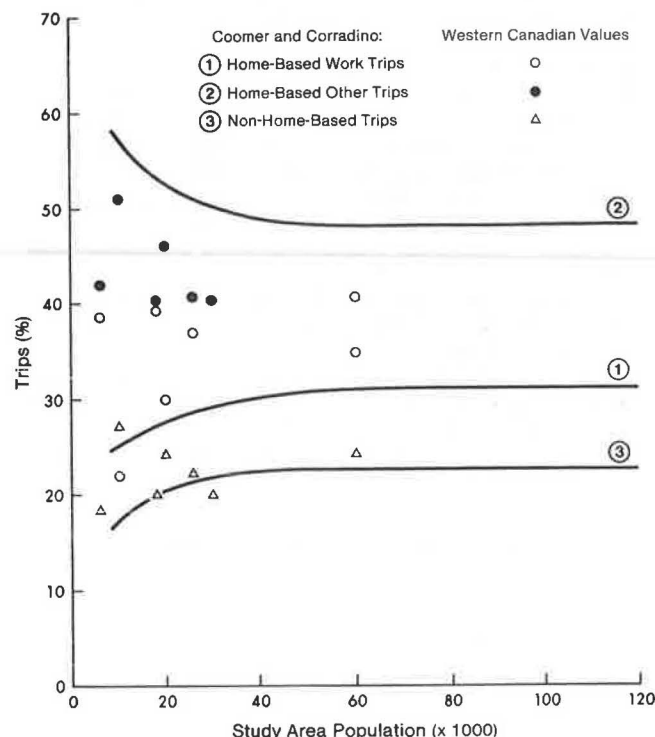 Coomer and Corradino: Western Canadian Values
① Home-Based Work Trips
② Home-Based Other Trips
③ Non-Home-Based Trips
70
60
50
40
30
20
10
0
Trips (%)
②
①
③
0 20 40 60 80 100 120
Study Area Population (x 1000)